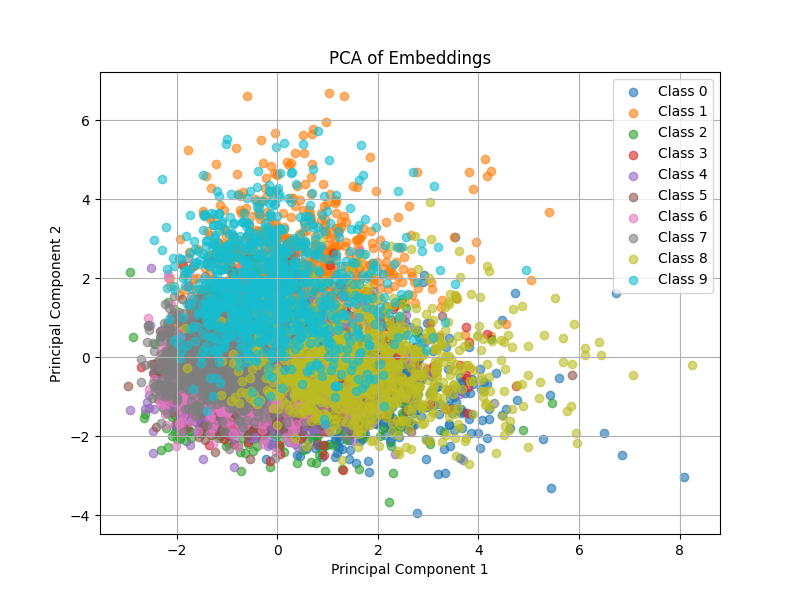 PCA of Embeddings
Class 0
Class 1
Class 2
Class 3
Class 4
Class 5
Class 6
Class 7
Class 8
Class 9
Principal Component 2
6
4
2
0
−2
−4
−2 0 2 4 6 8
Principal Component 1